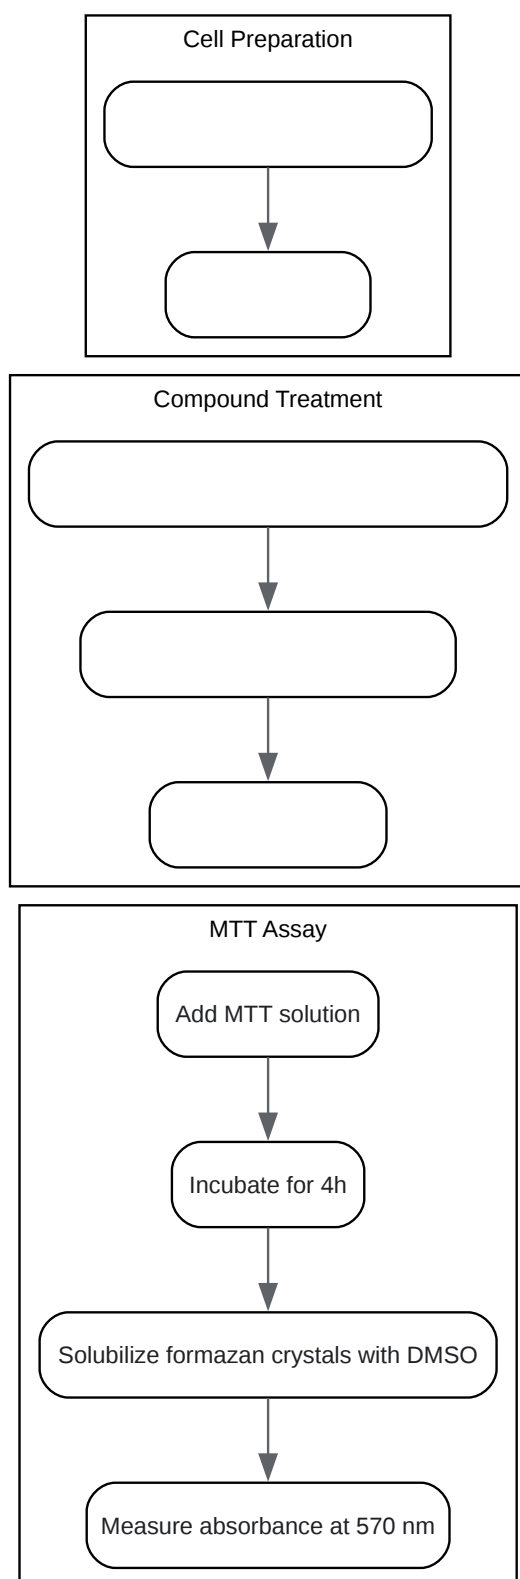 Cell Preparation
Compound Treatment
MTT Assay
Add MTT solution
Incubate for 4h
Solubilize formazan crystals with DMSO
Measure absorbance at 570 nm